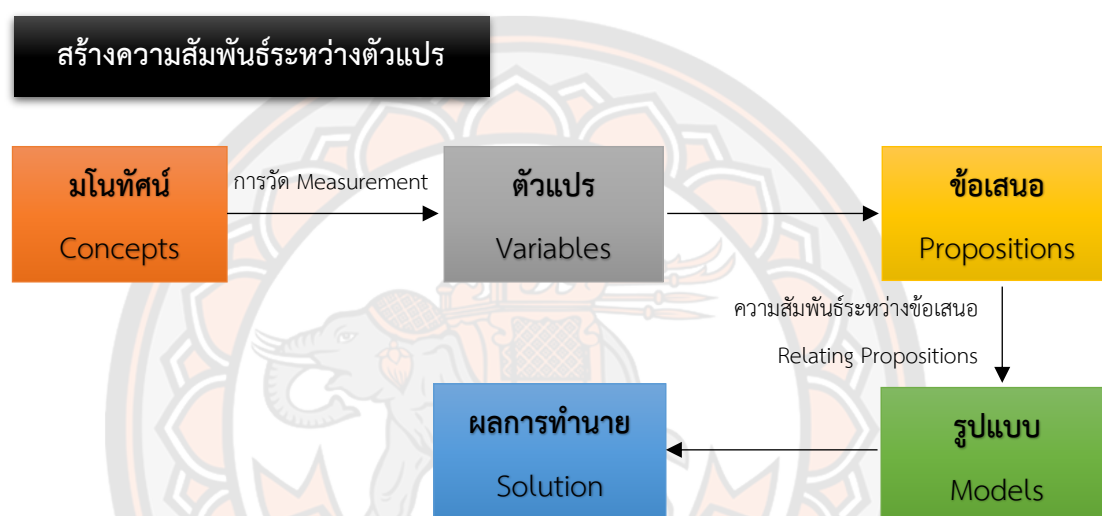 สร้างความสัมพันธ์ระหว่างตัวแปร
มโนทัศน์
Concepts
การวัด Measurement
ตัวแปร
Variables
ข้อเสนอ
Propositions
ความสัมพันธ์ระหว่างข้อเสนอ
Relating Propositions
รูปแบบ
Models
ผลการทำนาย
Solution